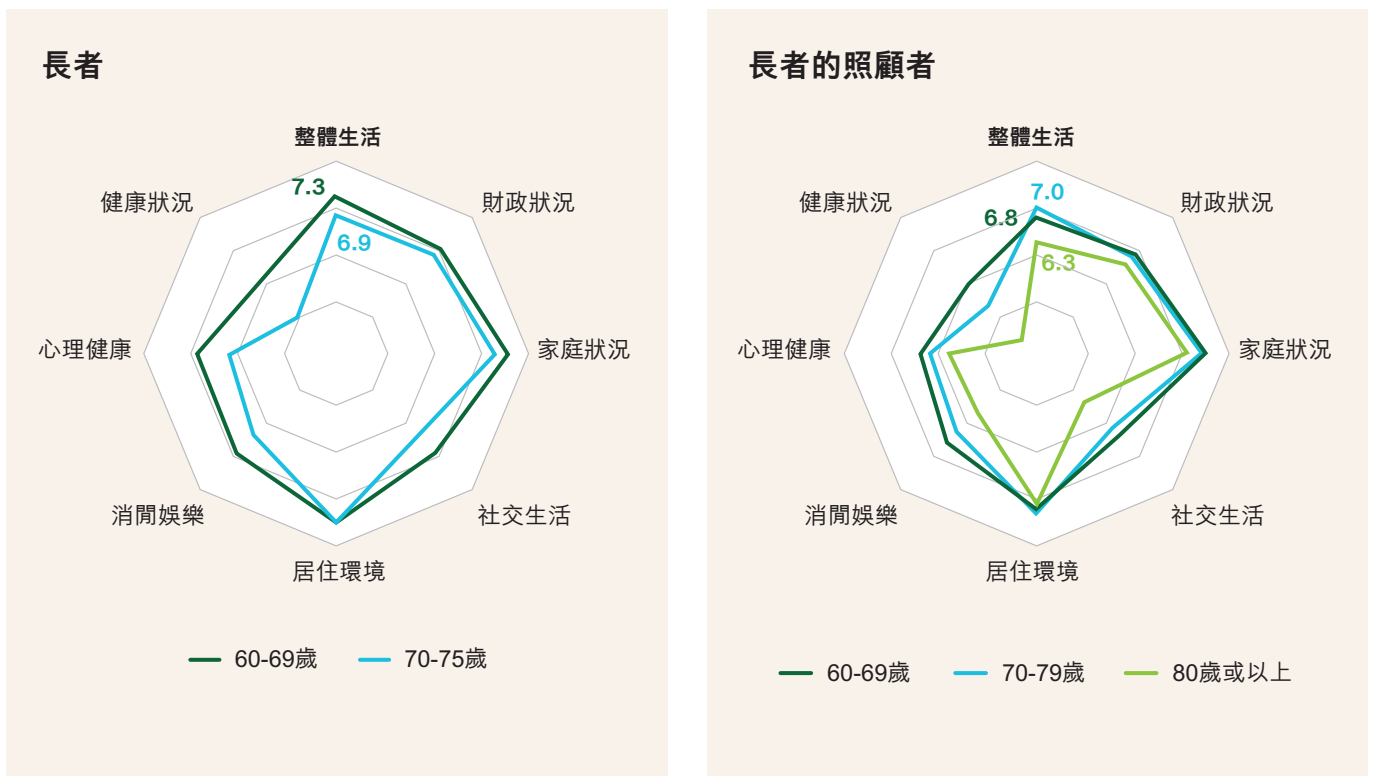 長者
整體生活
7.3
6.9
健康狀況
財政狀況
心理健康
家庭狀況
消閒娛樂
社交生活
居住環境
60-69歲
70-75歲
長者的照顧者
整體生活
7.0
6.8
6.3
健康狀況
財政狀況
心理健康
家庭狀況
消閒娛樂
社交生活
居住環境
60-69歲
70-79歲
80歲或以上